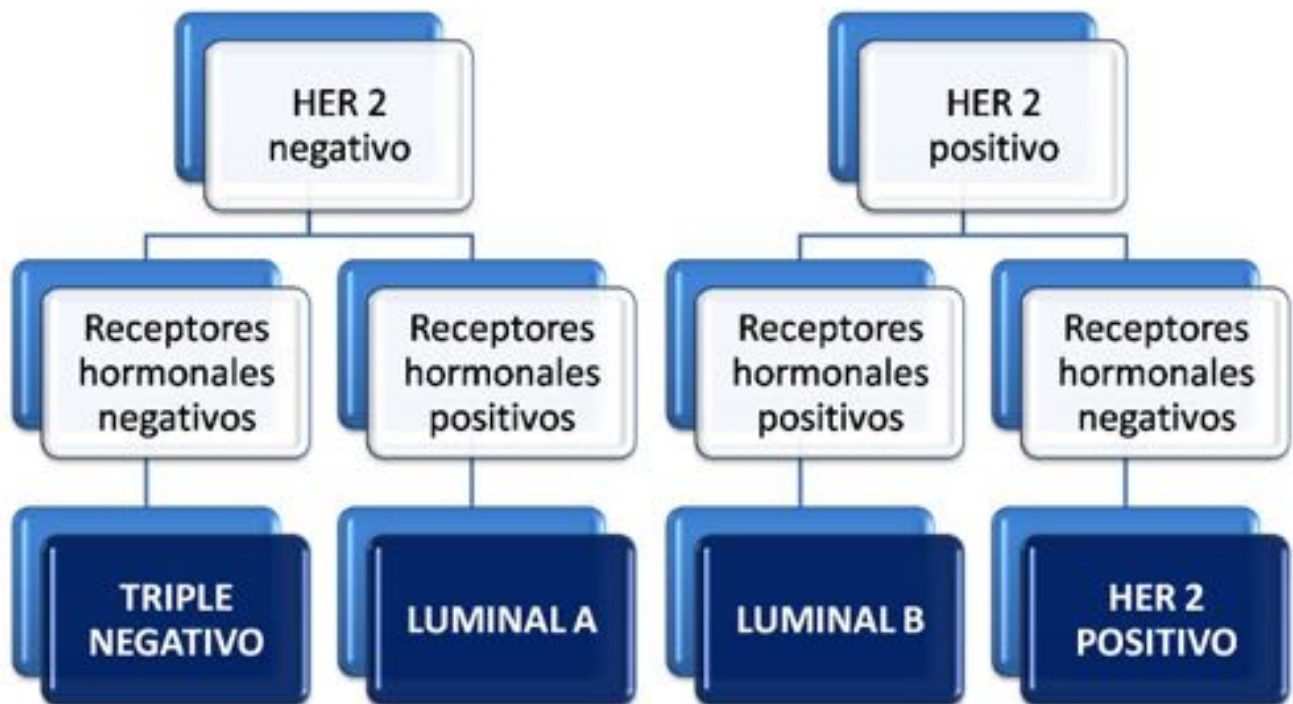 HER 2
negativo
HER 2
positivo
Receptores
hormonales
negativos
Receptores
hormonales
positivos
Receptores
hormonales
positivos
Receptores
hormonales
negativos
TRIPLE
NEGATIVO
LUMINAL A
LUMINAL B
HER 2
POSITIVO